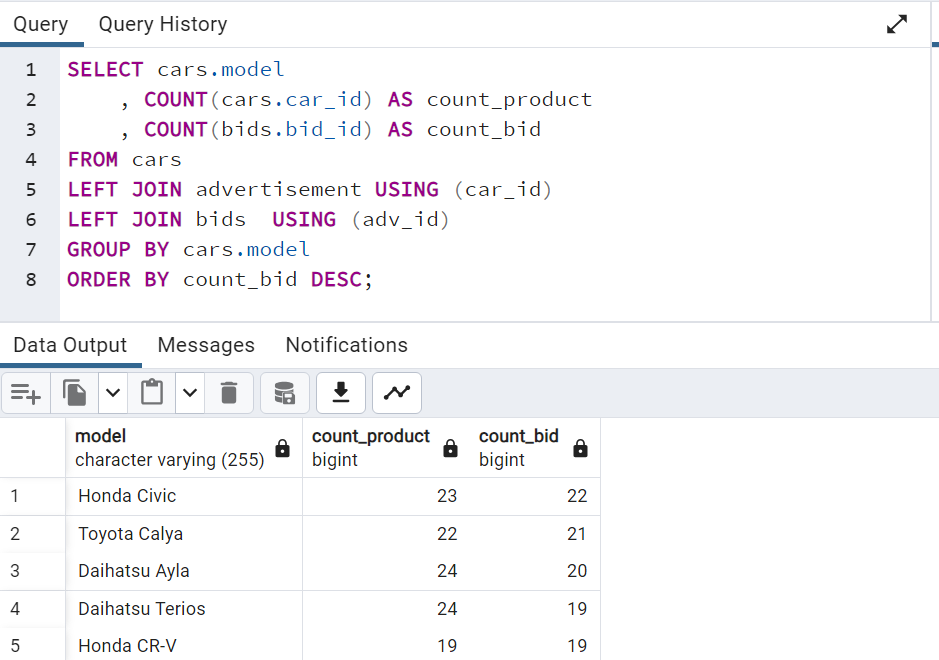 Query Query History
1 SELECT cars.model
2 , COUNT(cars.car_id) AS count_product
3 , COUNT(bids.bid_id) AS count_bid
4 FROM cars
5 LEFT JOIN advertisement USING (car_id)
6 LEFT JOIN bids  USING (adv_id)
7 GROUP BY cars.model
8 ORDER BY count_bid DESC;
Data Output Messages Notifications
model count_product count_bid
character varying (255) bigint bigint
1 Honda Civic 23 22
2 Toyota Calya 22 21
3 Daihatsu Ayla 24 20
4 Daihatsu Terios 24 19
5 Honda CR-V 19 19